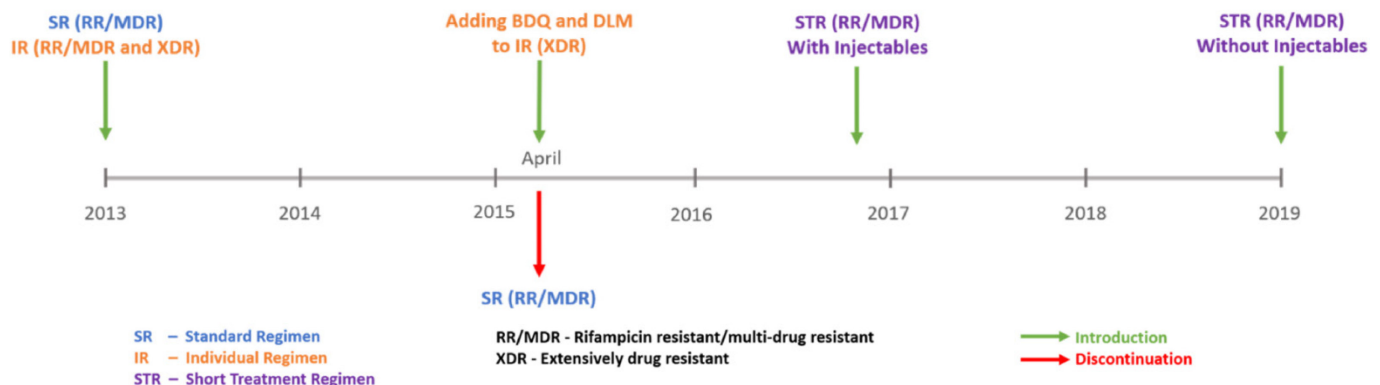 SR (RR/MDR)
IR (RR/MDR and XDR)
Adding BDQ and DLM
to IR (XDR)
STR (RR/MDR)
With Injectables
STR (RR/MDR)
Without Injectables
April
2013
2014
2015
2016
2017
2018
2019
SR (RR/MDR)
SR – Standard Regimen
IR – Individual Regimen
STR – Short Treatment Regimen
RR/MDR - Rifampicin resistant/multi-drug resistant
XDR - Extensively drug resistant
Introduction
Discontinuation